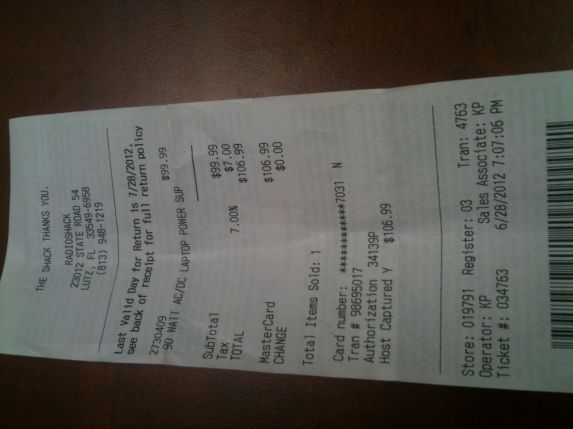 THE SHACK THANKS YOU.
RADIOSHACK
23012 STATE ROAD 54
LUTZ, FL 33549-6958
(813) 948-1219
Last Valid Day for Return is 7/28/2012,
see back of receipt for full return policy
2730409 $99.99
90-WATT AC/DC LAPTOP POWER SUP
SubTotal $99.99
Tax 7.00% $7.00
TOTAL $106.99
MasterCard $106.99
CHANGE $0.00
Total Items Sold: 1
Card number: ************7031 N
Tran # 98695017
Authorization 34139P
Host Captured Y $106.99
Store: 019791 Register: 03 Tran: 4763
Operator: KP Sales Associate: KP
Ticket #: 034763 6/28/2012 7:07:06 PM